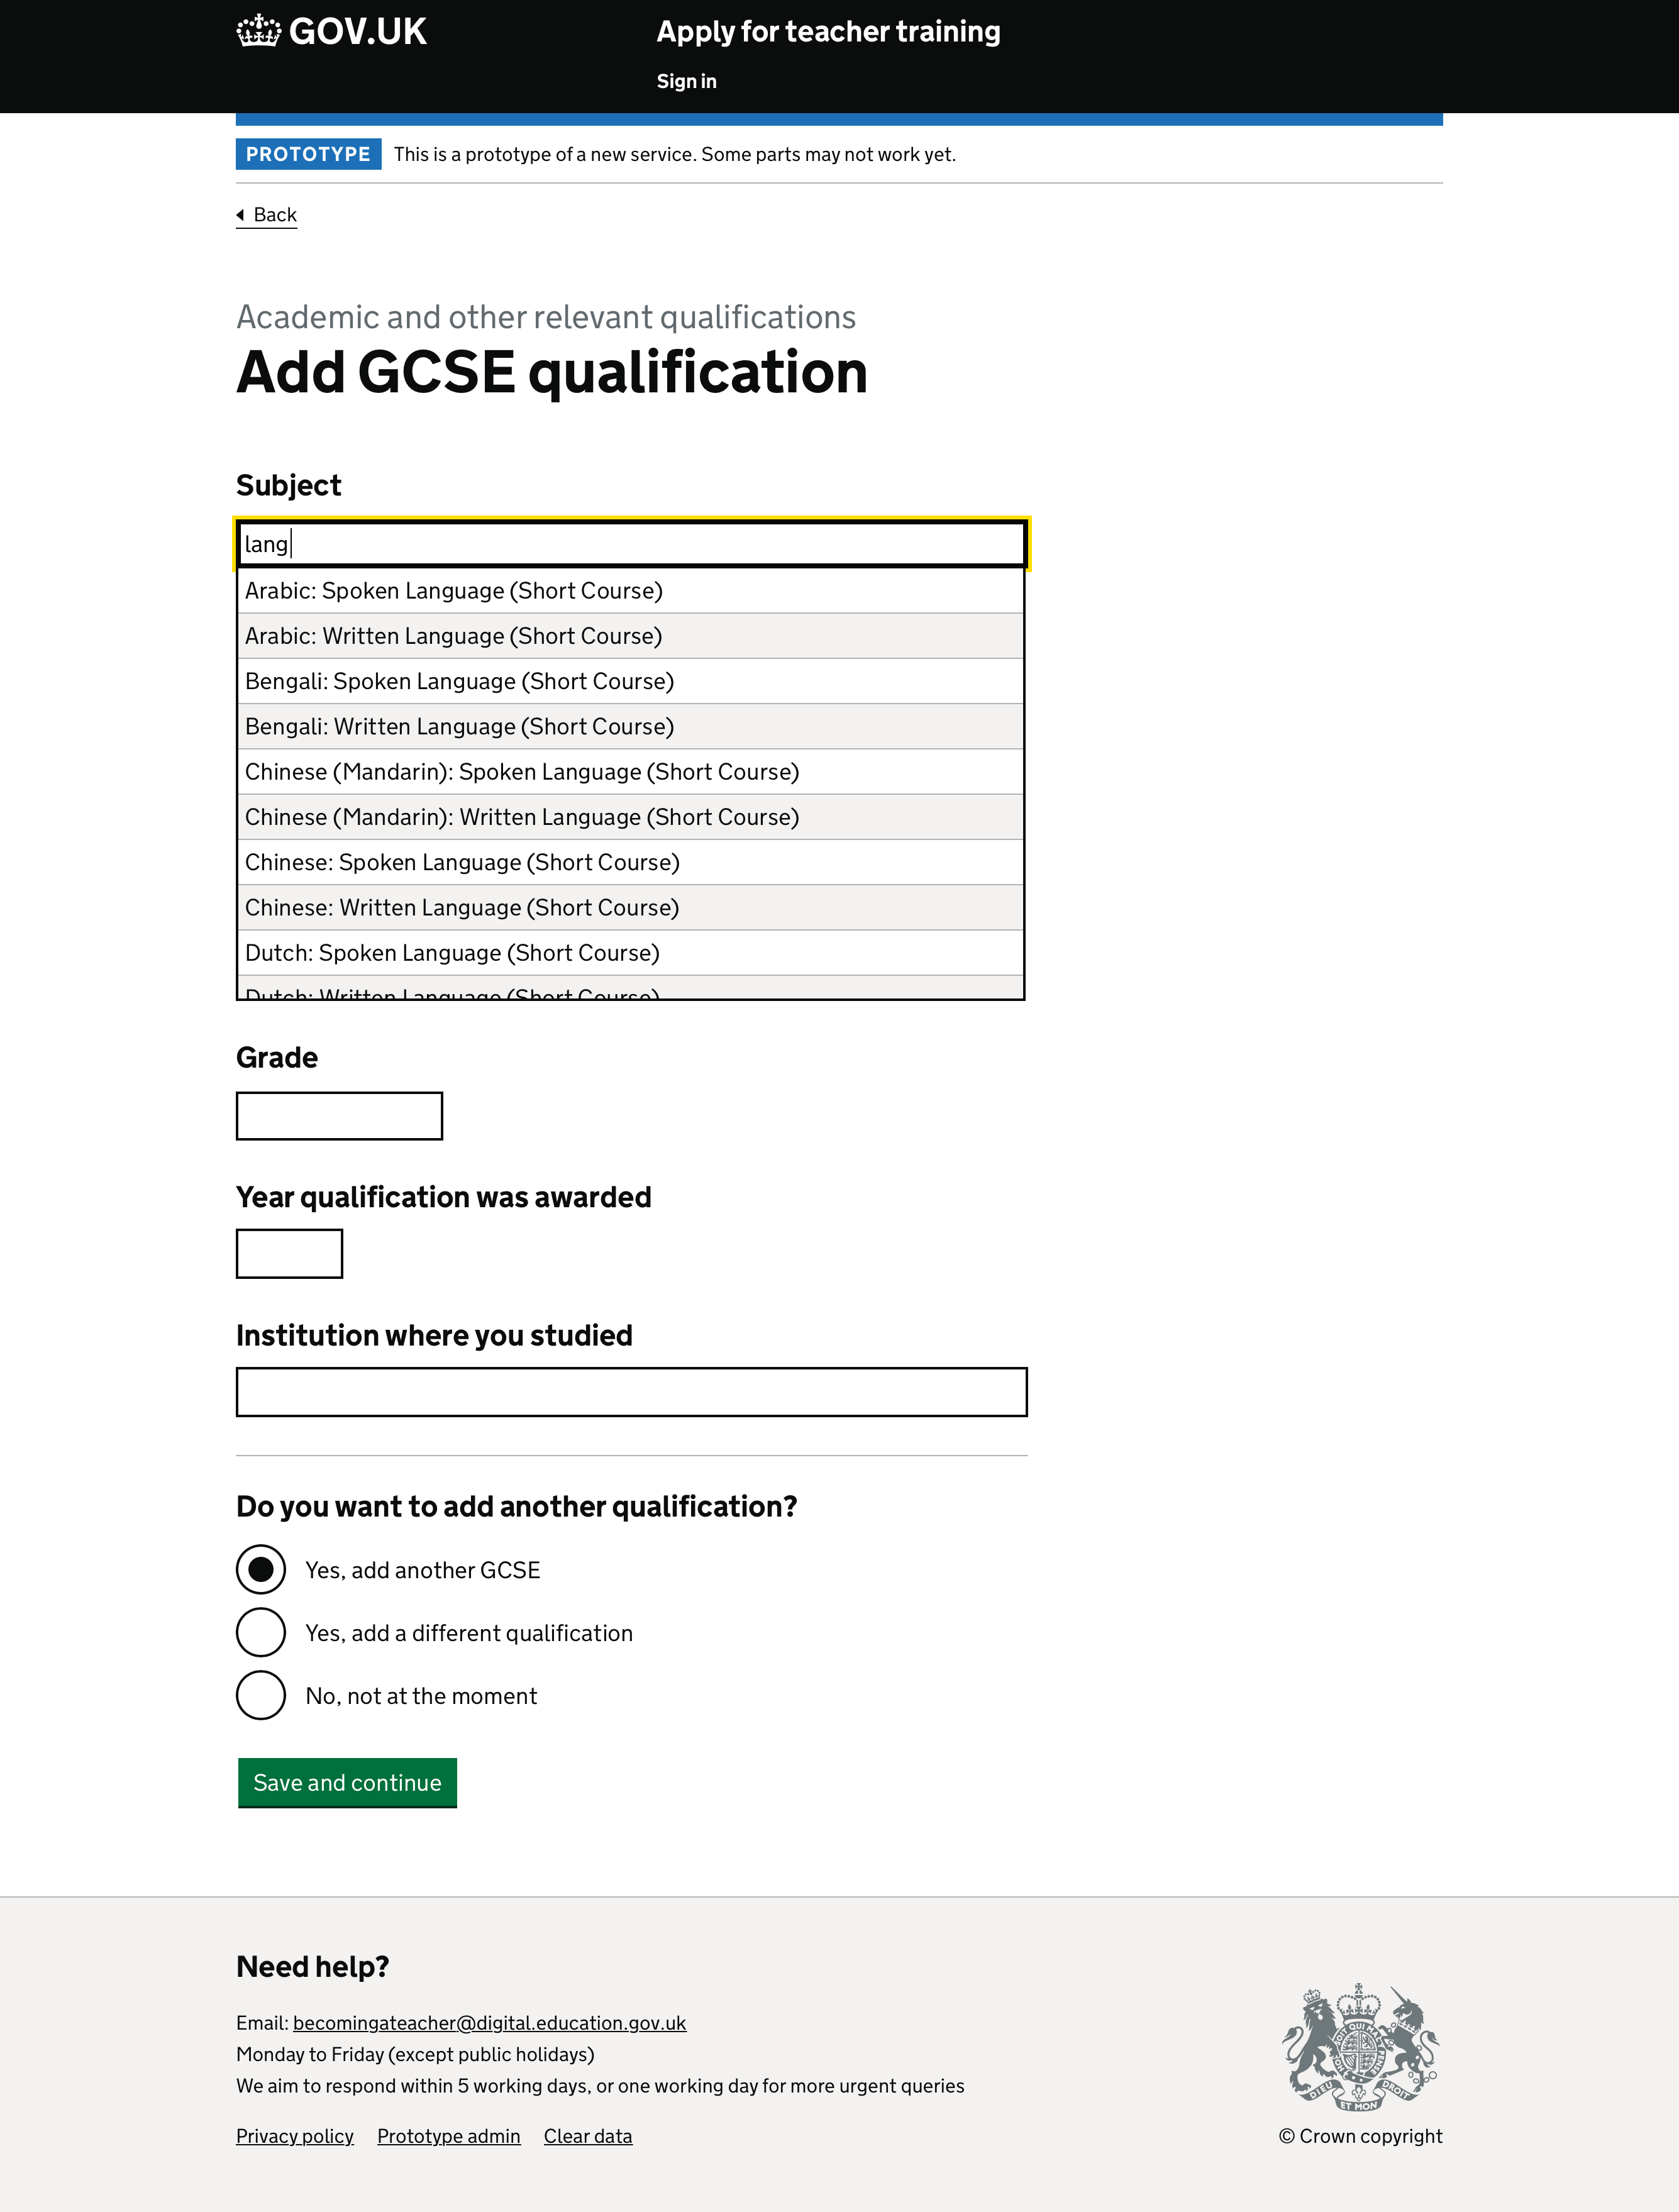 GOV.UK
Apply for teacher training
Sign in
PROTOTYPE This is a prototype of a new service. Some parts may not work yet.
Back
Academic and other relevant qualifications
Add GCSE qualification
Subject
lang
Arabic: Spoken Language (Short Course)
Arabic: Written Language (Short Course)
Bengali: Spoken Language (Short Course)
Bengali: Written Language (Short Course)
Chinese (Mandarin): Spoken Language (Short Course)
Chinese (Mandarin): Written Language (Short Course)
Chinese: Spoken Language (Short Course)
Chinese: Written Language (Short Course)
Dutch: Spoken Language (Short Course)
Dutch: Written Language (Short Course)
Grade
Year qualification was awarded
Institution where you studied
Do you want to add another qualification?
Yes, add another GCSE
Yes, add a different qualification
No, not at the moment
Save and continue
Need help?
Email: becomingateacher@digital.education.gov.uk
Monday to Friday (except public holidays)
We aim to respond within 5 working days, or one working day for more urgent queries
Privacy policy Prototype admin Clear data
DIEU ET MON DROIT
© Crown copyright